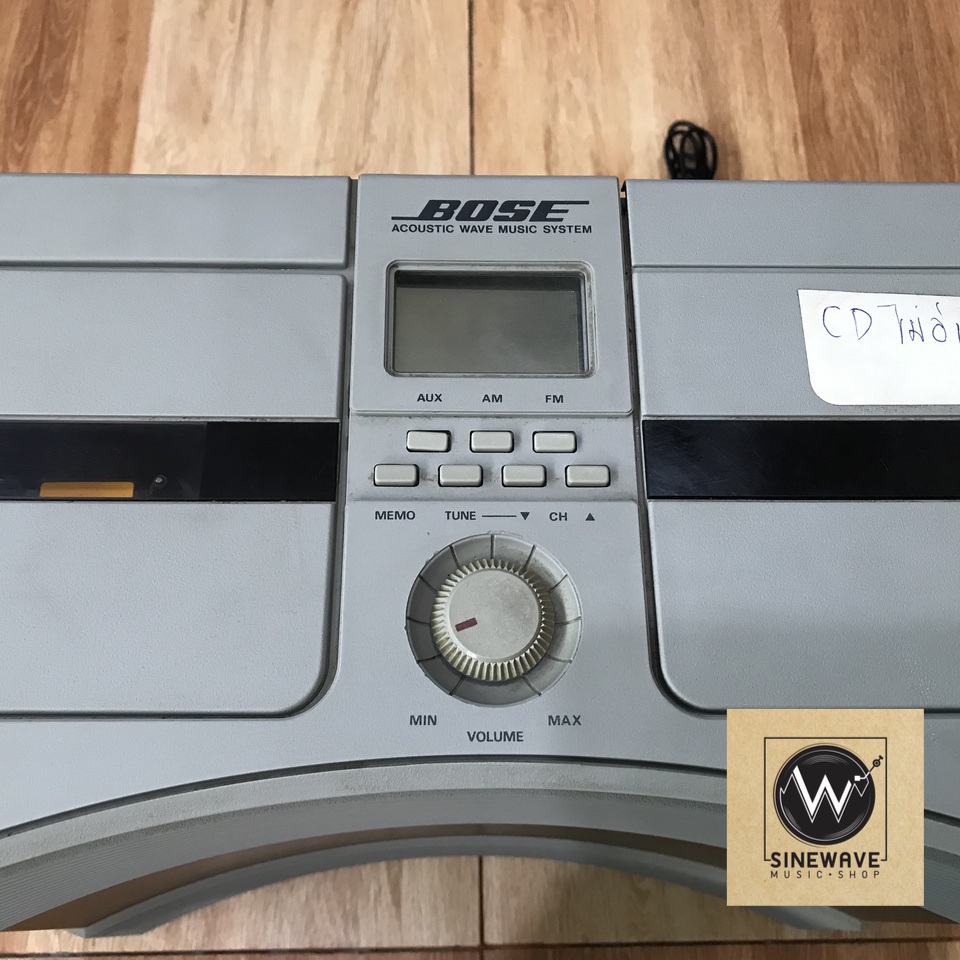 BOSE
ACOUSTIC WAVE MUSIC SYSTEM
CD ไม่
AUX AM FM
MEMO TUNE ▼ CH ▲
MIN MAX
VOLUME
W
SINEWAVE
MUSIC • SHOP